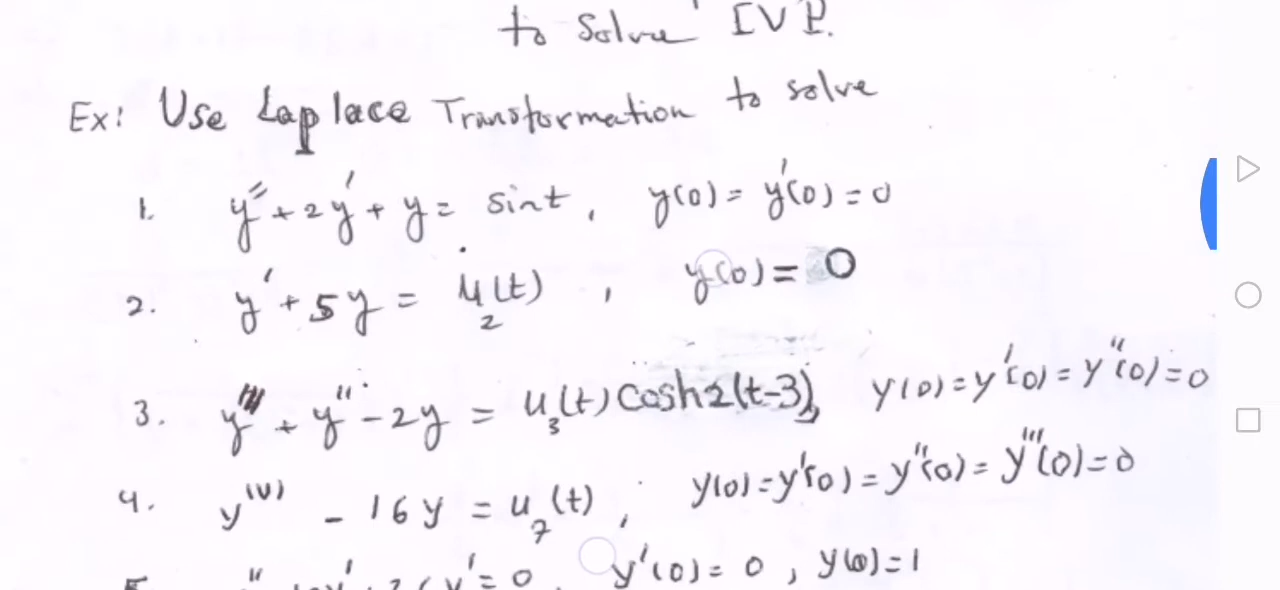 to Solve IVP.
Ex: Use Laplace Transformation to solve
1. y'' + 2y' + y = sint, y(0) = y'(0) = 0
2. y' + 5y = u₂(t), y(0) = 0
3. y''' + y'' - 2y = u₃(t) cosh2(t-3), y(0) = y'(0) = y''(0) = 0
4. y⁽ᶦᵛ⁾ - 16y = u₇(t), y(0) = y'(0) = y''(0) = y'''(0) = 0
= 0 y'(0) = 0, y(0) = 1